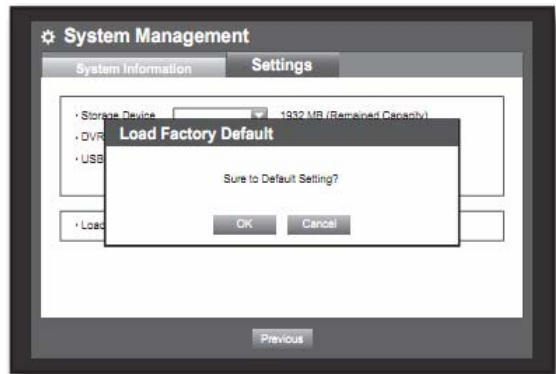 System Management
System Information Settings
· Storage Device 1932 MB (Remained Capacity)
· DVR
· USB
Load Factory Default
Sure to Default Setting?
OK Cancel
· Load
Previous